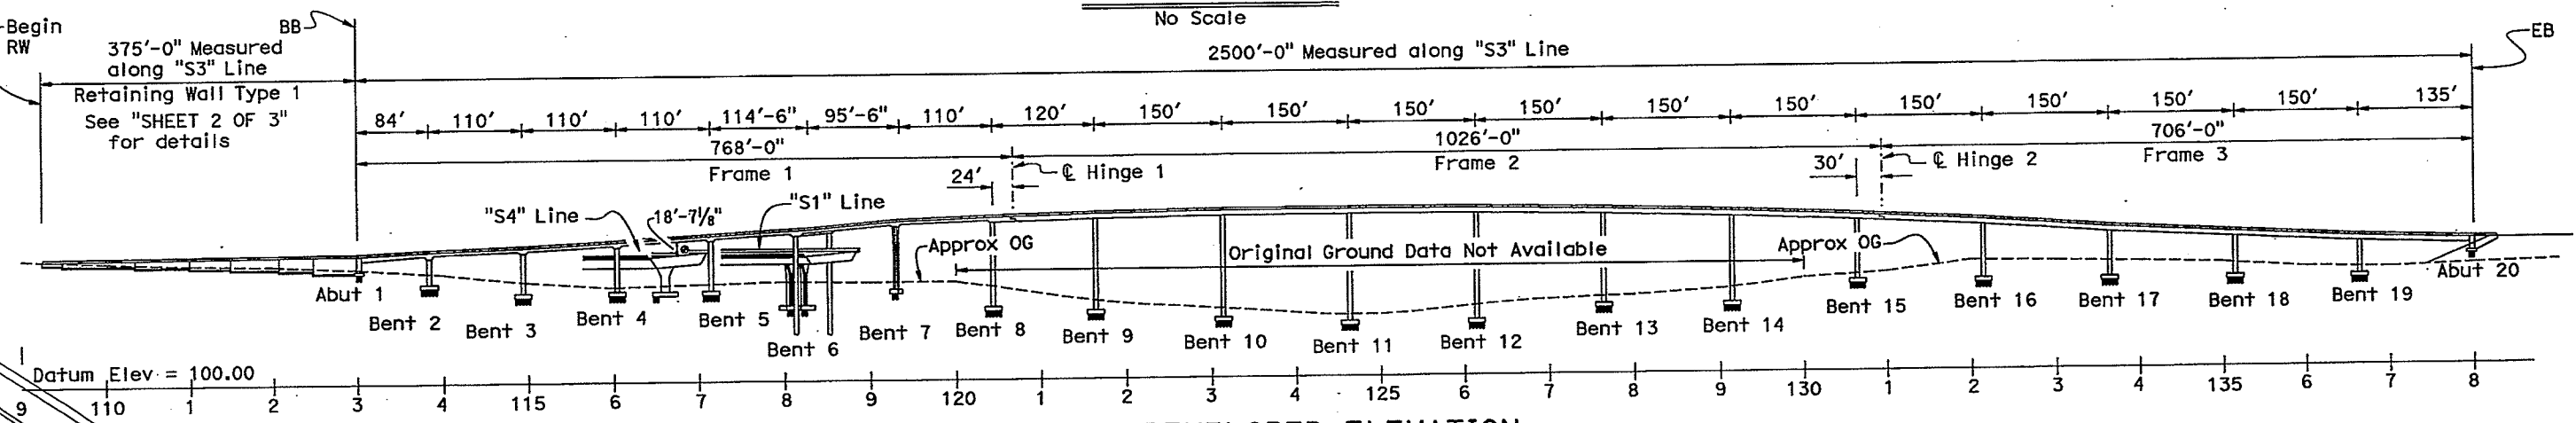 No Scale
Begin
RW
BB
EB
375'-0" Measured
along "S3" Line
2500'-0" Measured along "S3" Line
Retaining Wall Type 1
See "SHEET 2 OF 3"
for details
84' 110' 110' 110' 114'-6" 95'-6" 110' 120' 150' 150' 150' 150' 150' 150' 150' 150' 150' 150' 135'
768'-0" 1026'-0" 706'-0"
Frame 1 Frame 2 Frame 3
24' ℄ Hinge 1 30' ℄ Hinge 2
"S4" Line 18'-7⅛" "S1" Line
Approx OG Original Ground Data Not Available Approx OG
Abut 1 Bent 2 Bent 3 Bent 4 Bent 5 Bent 6 Bent 7 Bent 8 Bent 9 Bent 10 Bent 11 Bent 12 Bent 13 Bent 14 Bent 15 Bent 16 Bent 17 Bent 18 Bent 19 Abut 20
Datum Elev = 100.00
9 110 1 2 3 4 115 6 7 8 9 120 1 2 3 4 125 6 7 8 9 130 1 2 3 4 135 6 7 8
DEVELOPED ELEVATION